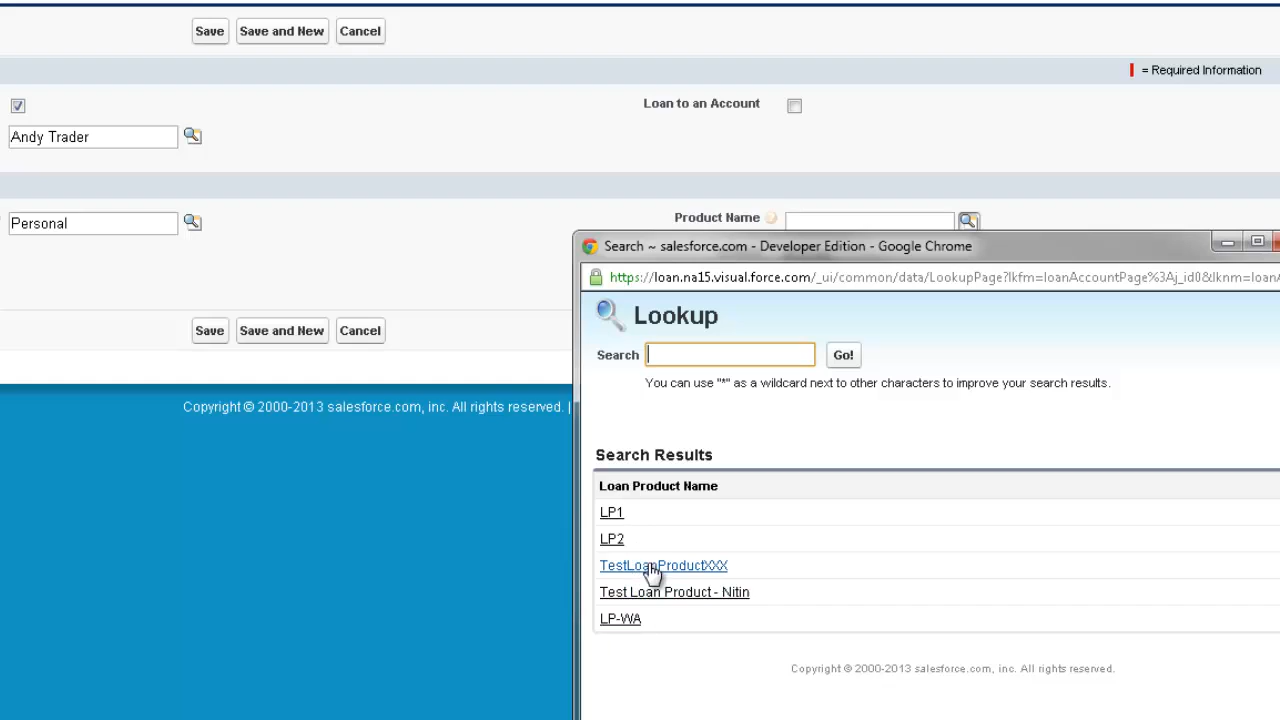 Save Save and New Cancel
= Required Information
Loan to an Account
Andy Trader
Personal
Product Name
Search ~ salesforce.com - Developer Edition - Google Chrome
https://loan.na15.visual.force.com/_ui/common/data/LookupPage?lkfm=loanAccountPage%3Aj_id0&lknm=loanA
Lookup
Save Save and New Cancel
Search Go!
You can use "*" as a wildcard next to other characters to improve your search results.
Copyright © 2000-2013 salesforce.com, inc. All rights reserved. |
Search Results
Loan Product Name
LP1
LP2
TestLoanProductXXX
Test Loan Product - Nitin
LP-WA
Copyright © 2000-2013 salesforce.com, inc. All rights reserved.